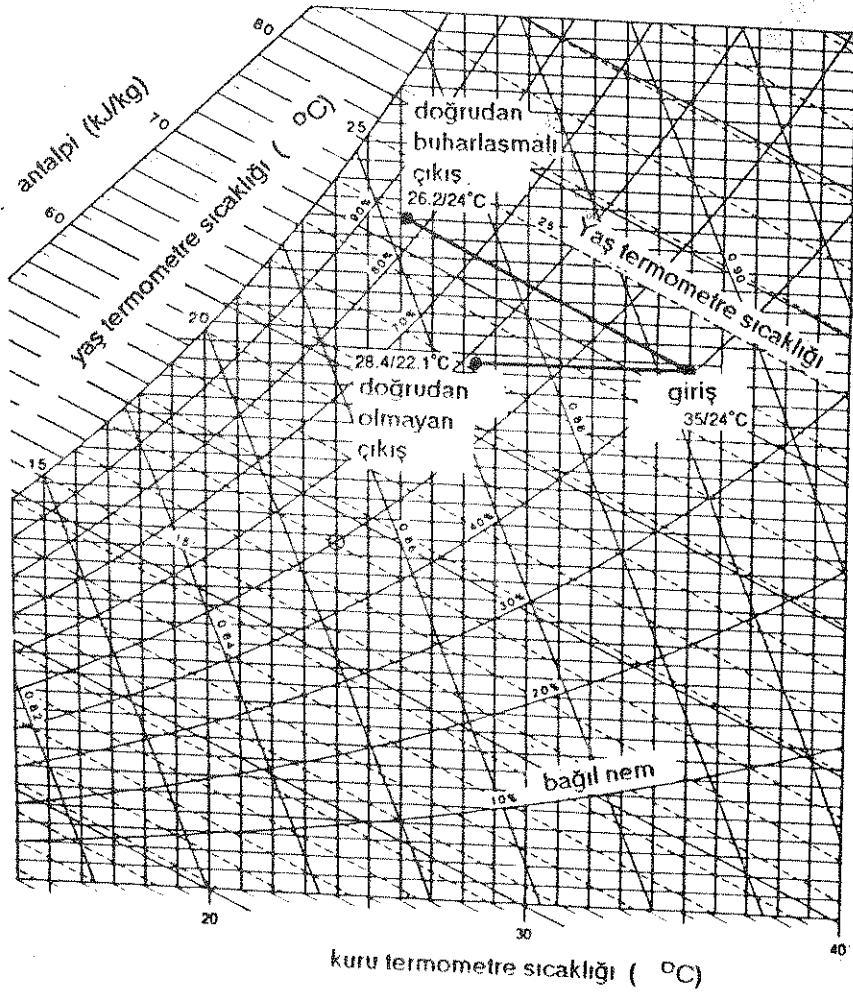 80
antalpi (kJ/kg)
70
60
yaş termometre sıcaklığı ( °C)
25
20
15
doğrudan
buharlaşmalı
çıkış
26.2/24°C
Yaş termometre sıcaklığı
25
0.90
90%
80%
70%
28.4/22.1°C
doğrudan
olmayan
çıkış
giriş
35/24°C
0.88
40%
0.86
30%
0.84
20%
0.82
bağıl nem
10%
20
30
40
kuru termometre sıcaklığı ( °C)